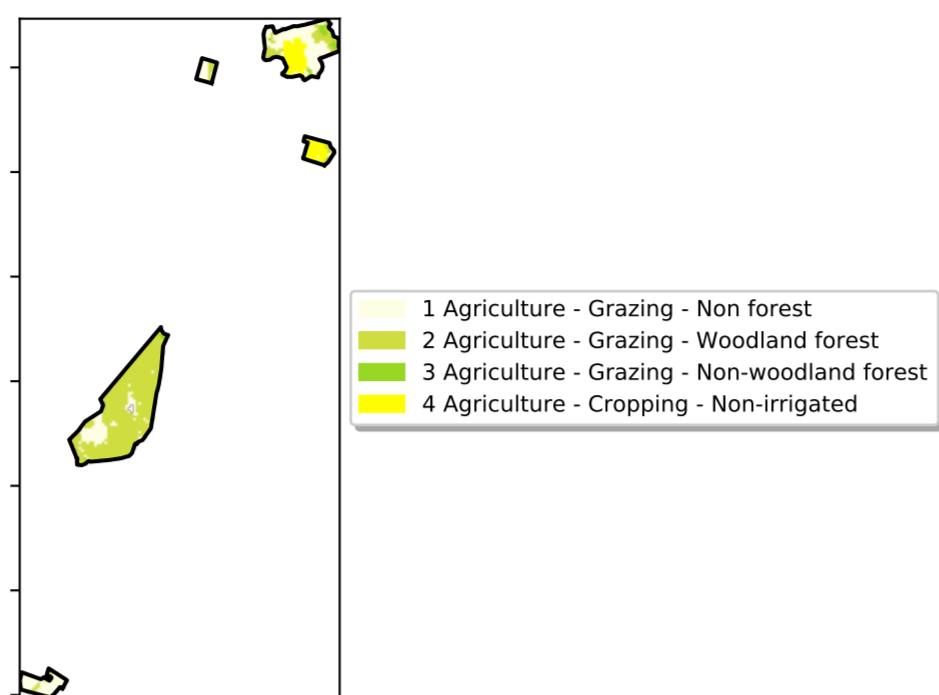 1 Agriculture - Grazing - Non forest
2 Agriculture - Grazing - Woodland forest
3 Agriculture - Grazing - Non-woodland forest
4 Agriculture - Cropping - Non-irrigated